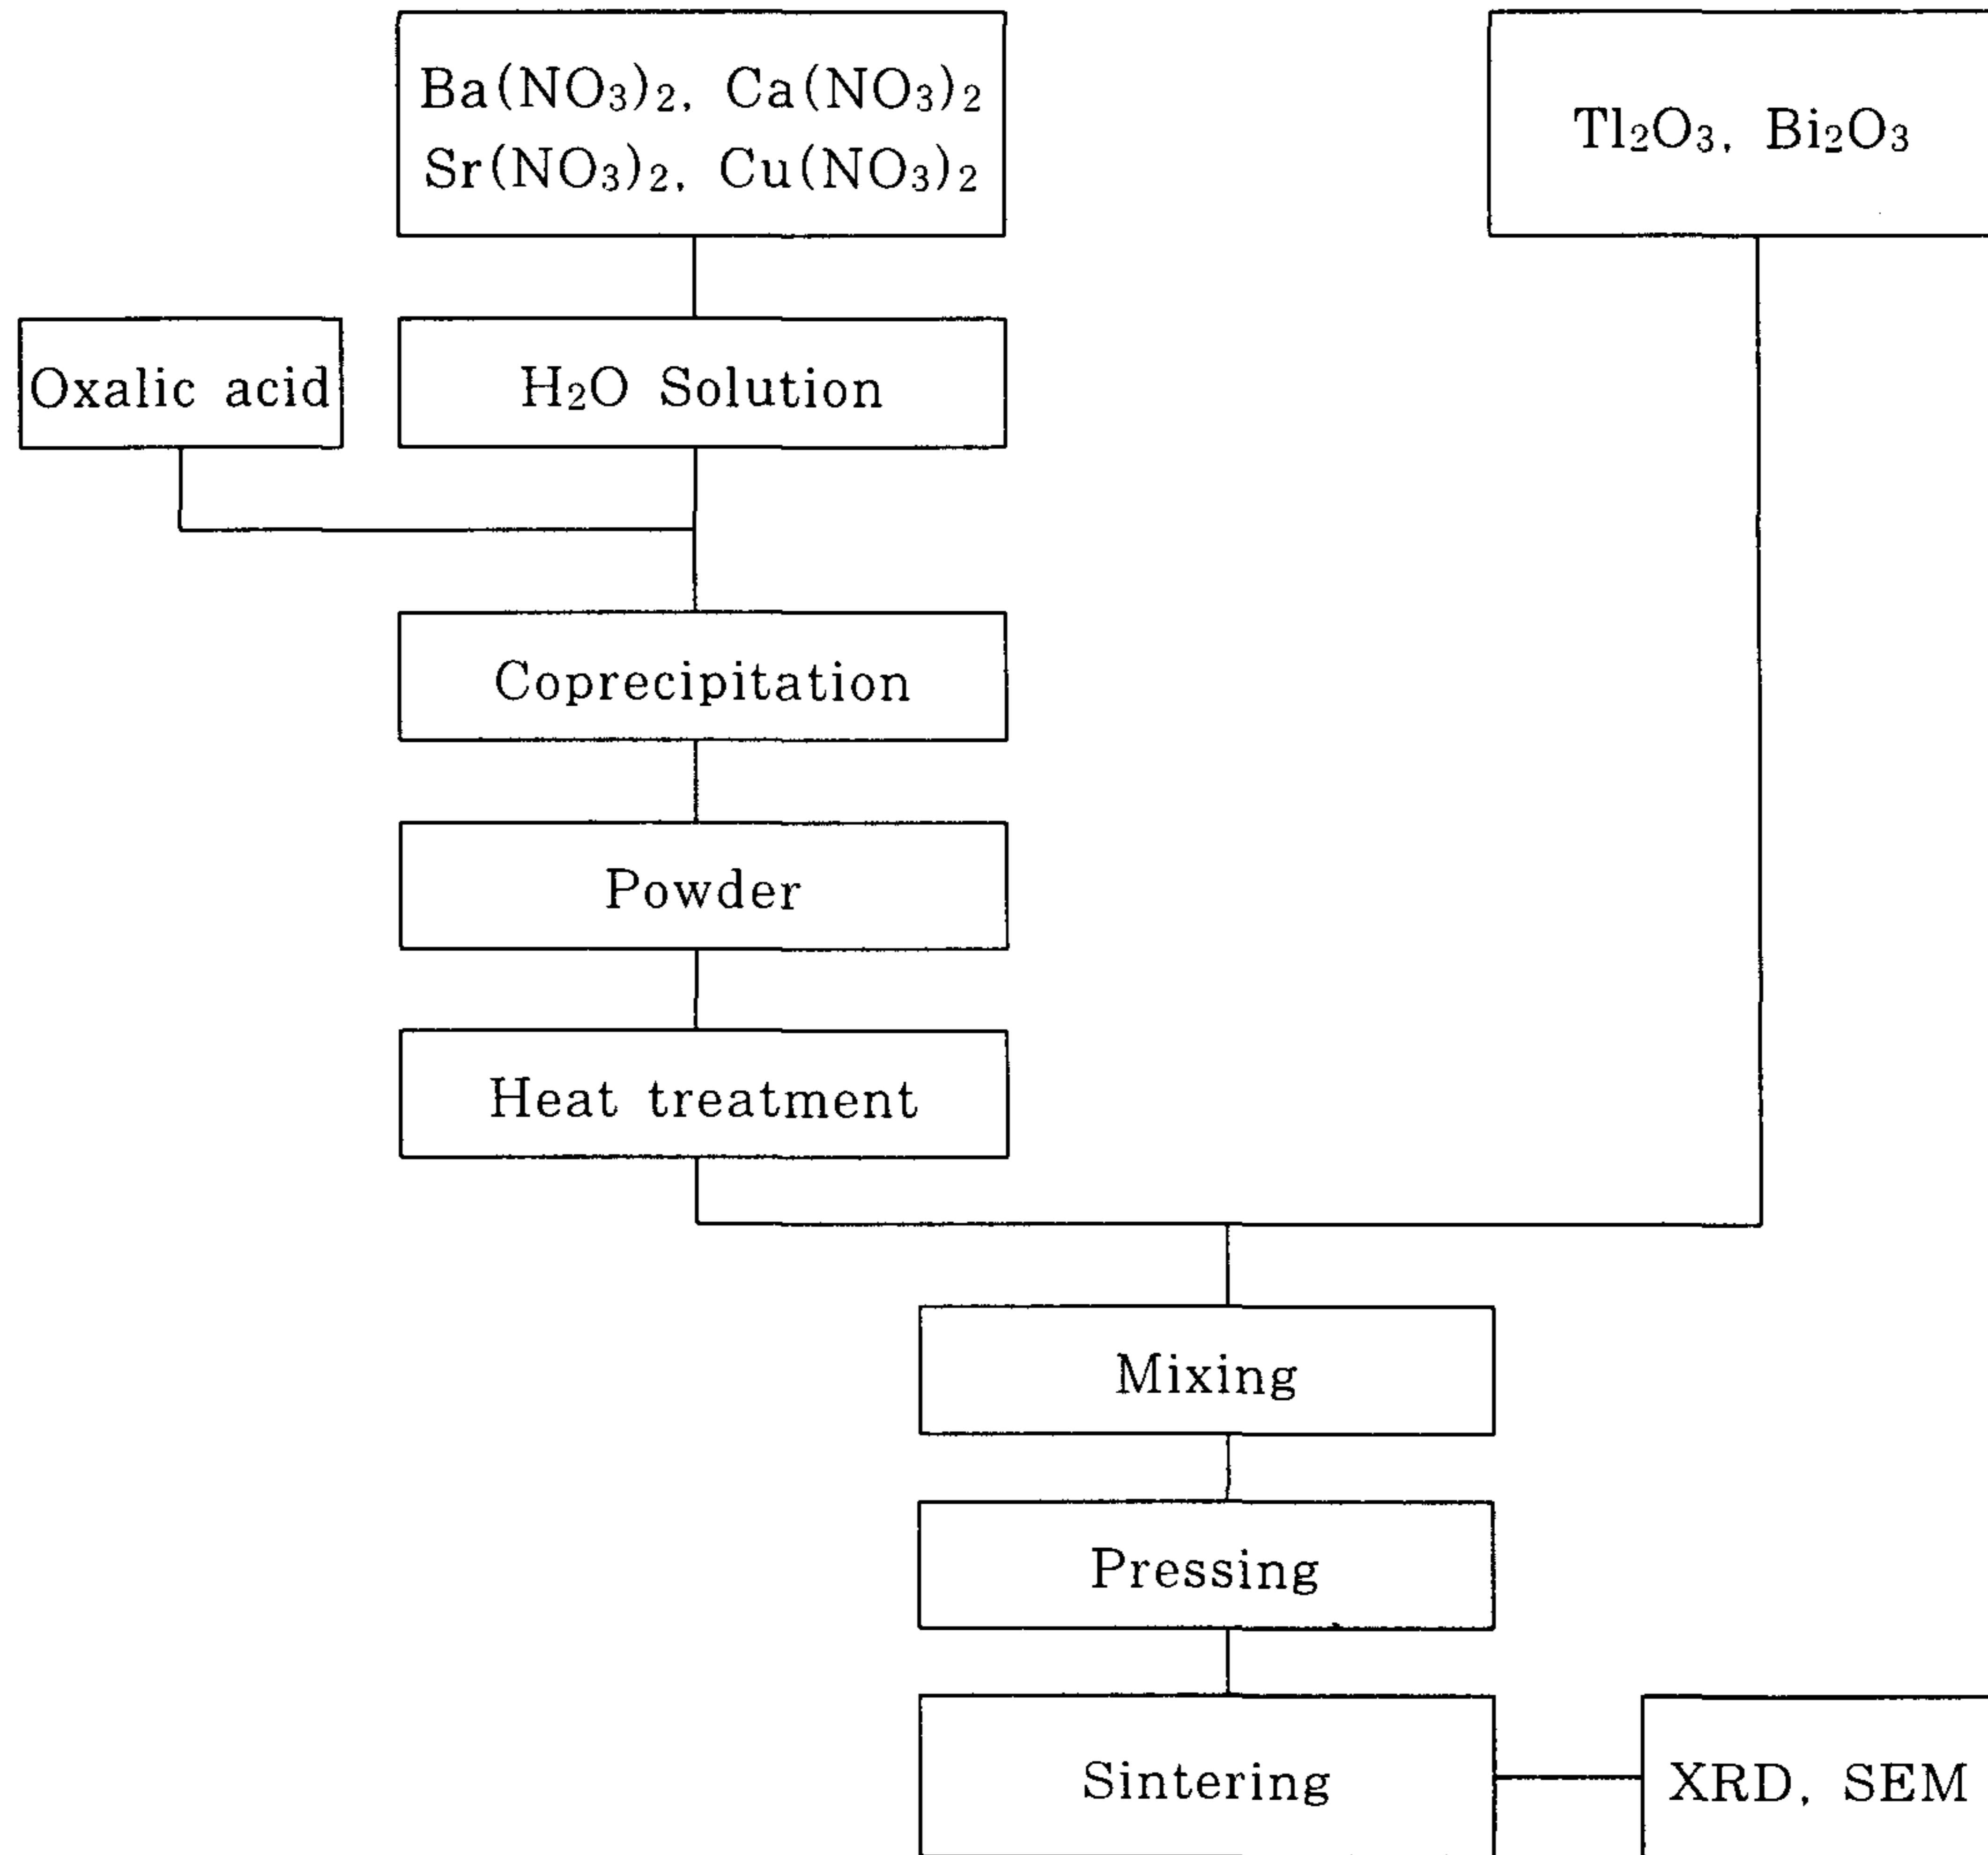 Ba(NO₃)₂, Ca(NO₃)₂
Sr(NO₃)₂, Cu(NO₃)₂
Tl₂O₃, Bi₂O₃
Oxalic acid
H₂O Solution
Coprecipitation
Powder
Heat treatment
Mixing
Pressing
Sintering
XRD, SEM